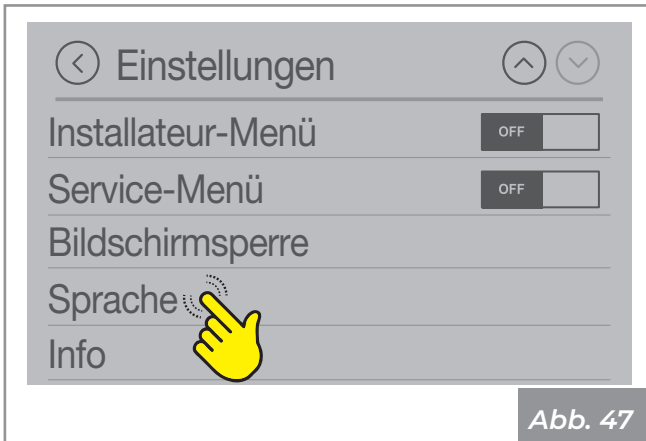 Einstellungen
Installateur-Menü OFF
Service-Menü OFF
Bildschirmsperre
Sprache
Info
Abb. 47